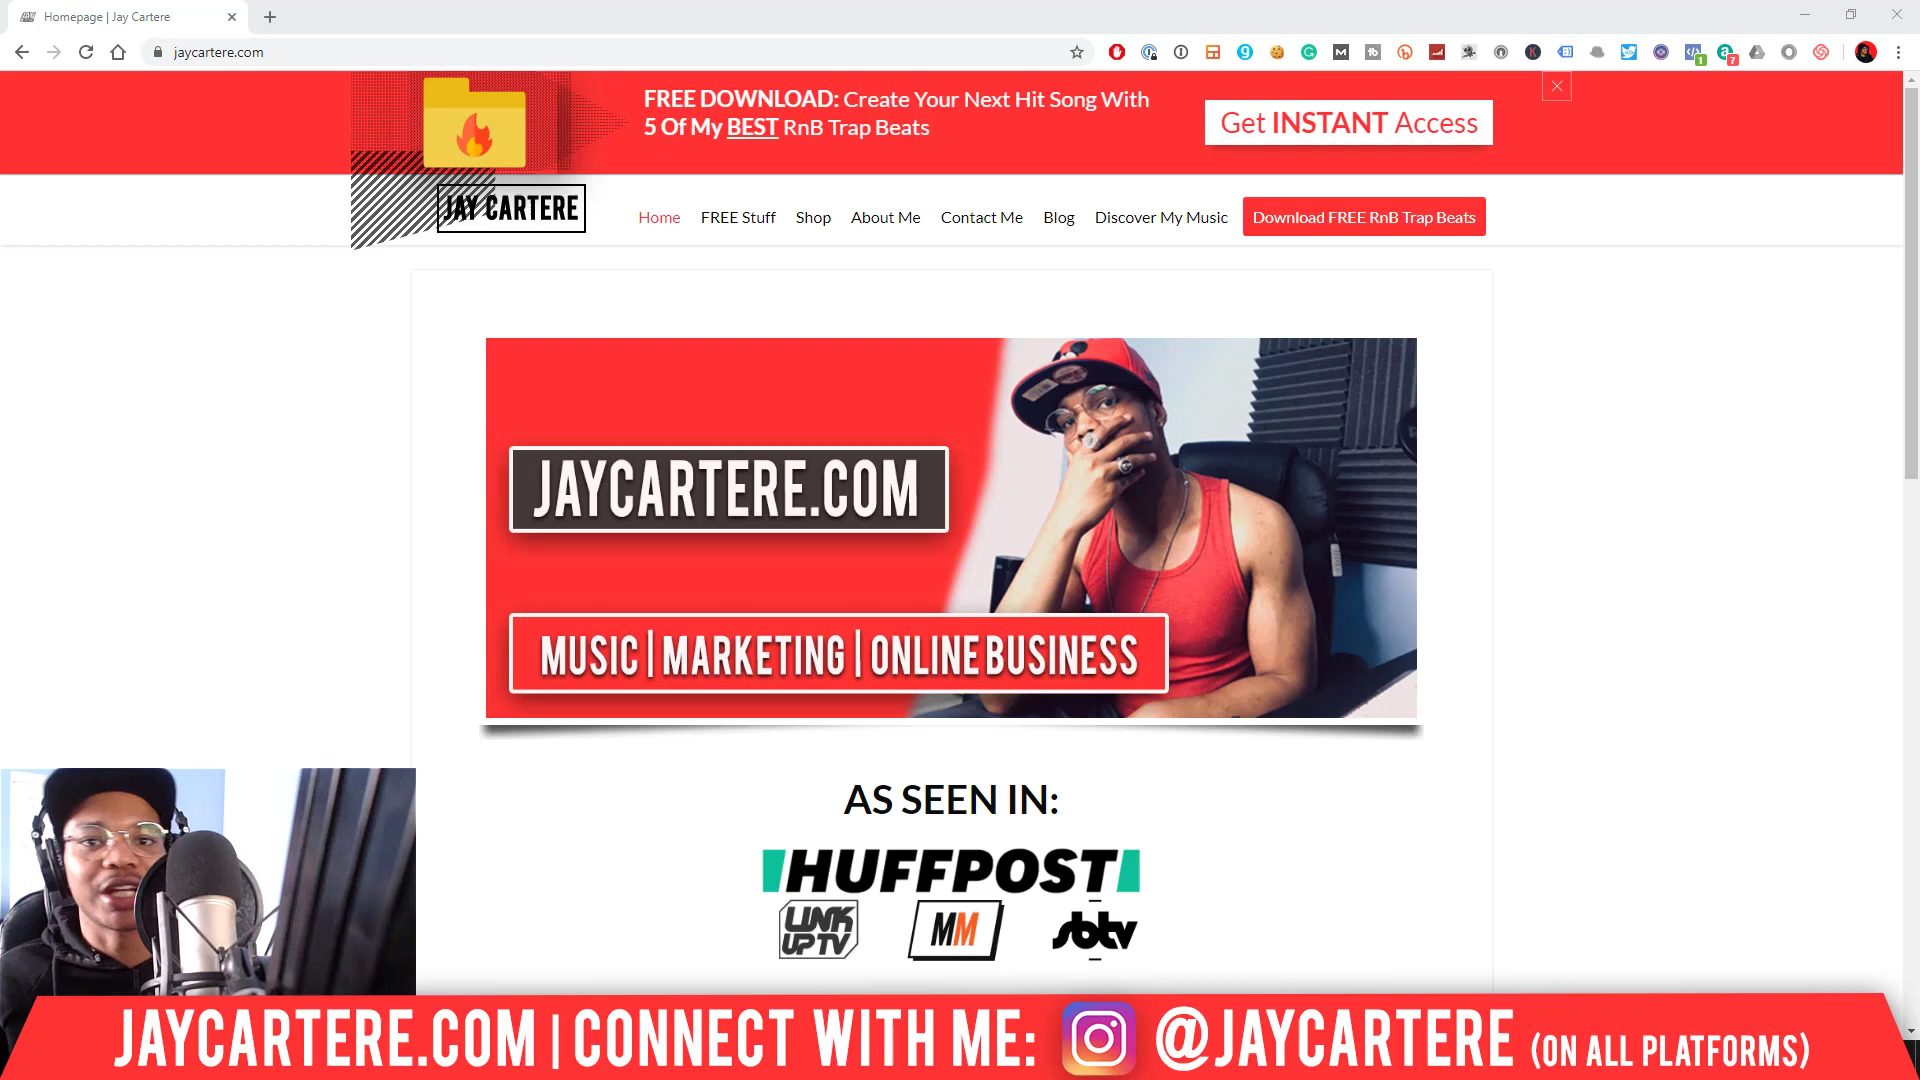 Homepage | Jay Cartere
jaycartere.com
FREE DOWNLOAD: Create Your Next Hit Song With
5 Of My BEST RnB Trap Beats
Get INSTANT Access
JAY CARTERE
Home
FREE Stuff
Shop
About Me
Contact Me
Blog
Discover My Music
Download FREE RnB Trap Beats
JAYCARTERE.COM
MUSIC | MARKETING | ONLINE BUSINESS
AS SEEN IN:
HUFFPOST
LINK
UP TV
MM
sbtv
JAYCARTERE.COM | CONNECT WITH ME: @JAYCARTERE (ON ALL PLATFORMS)